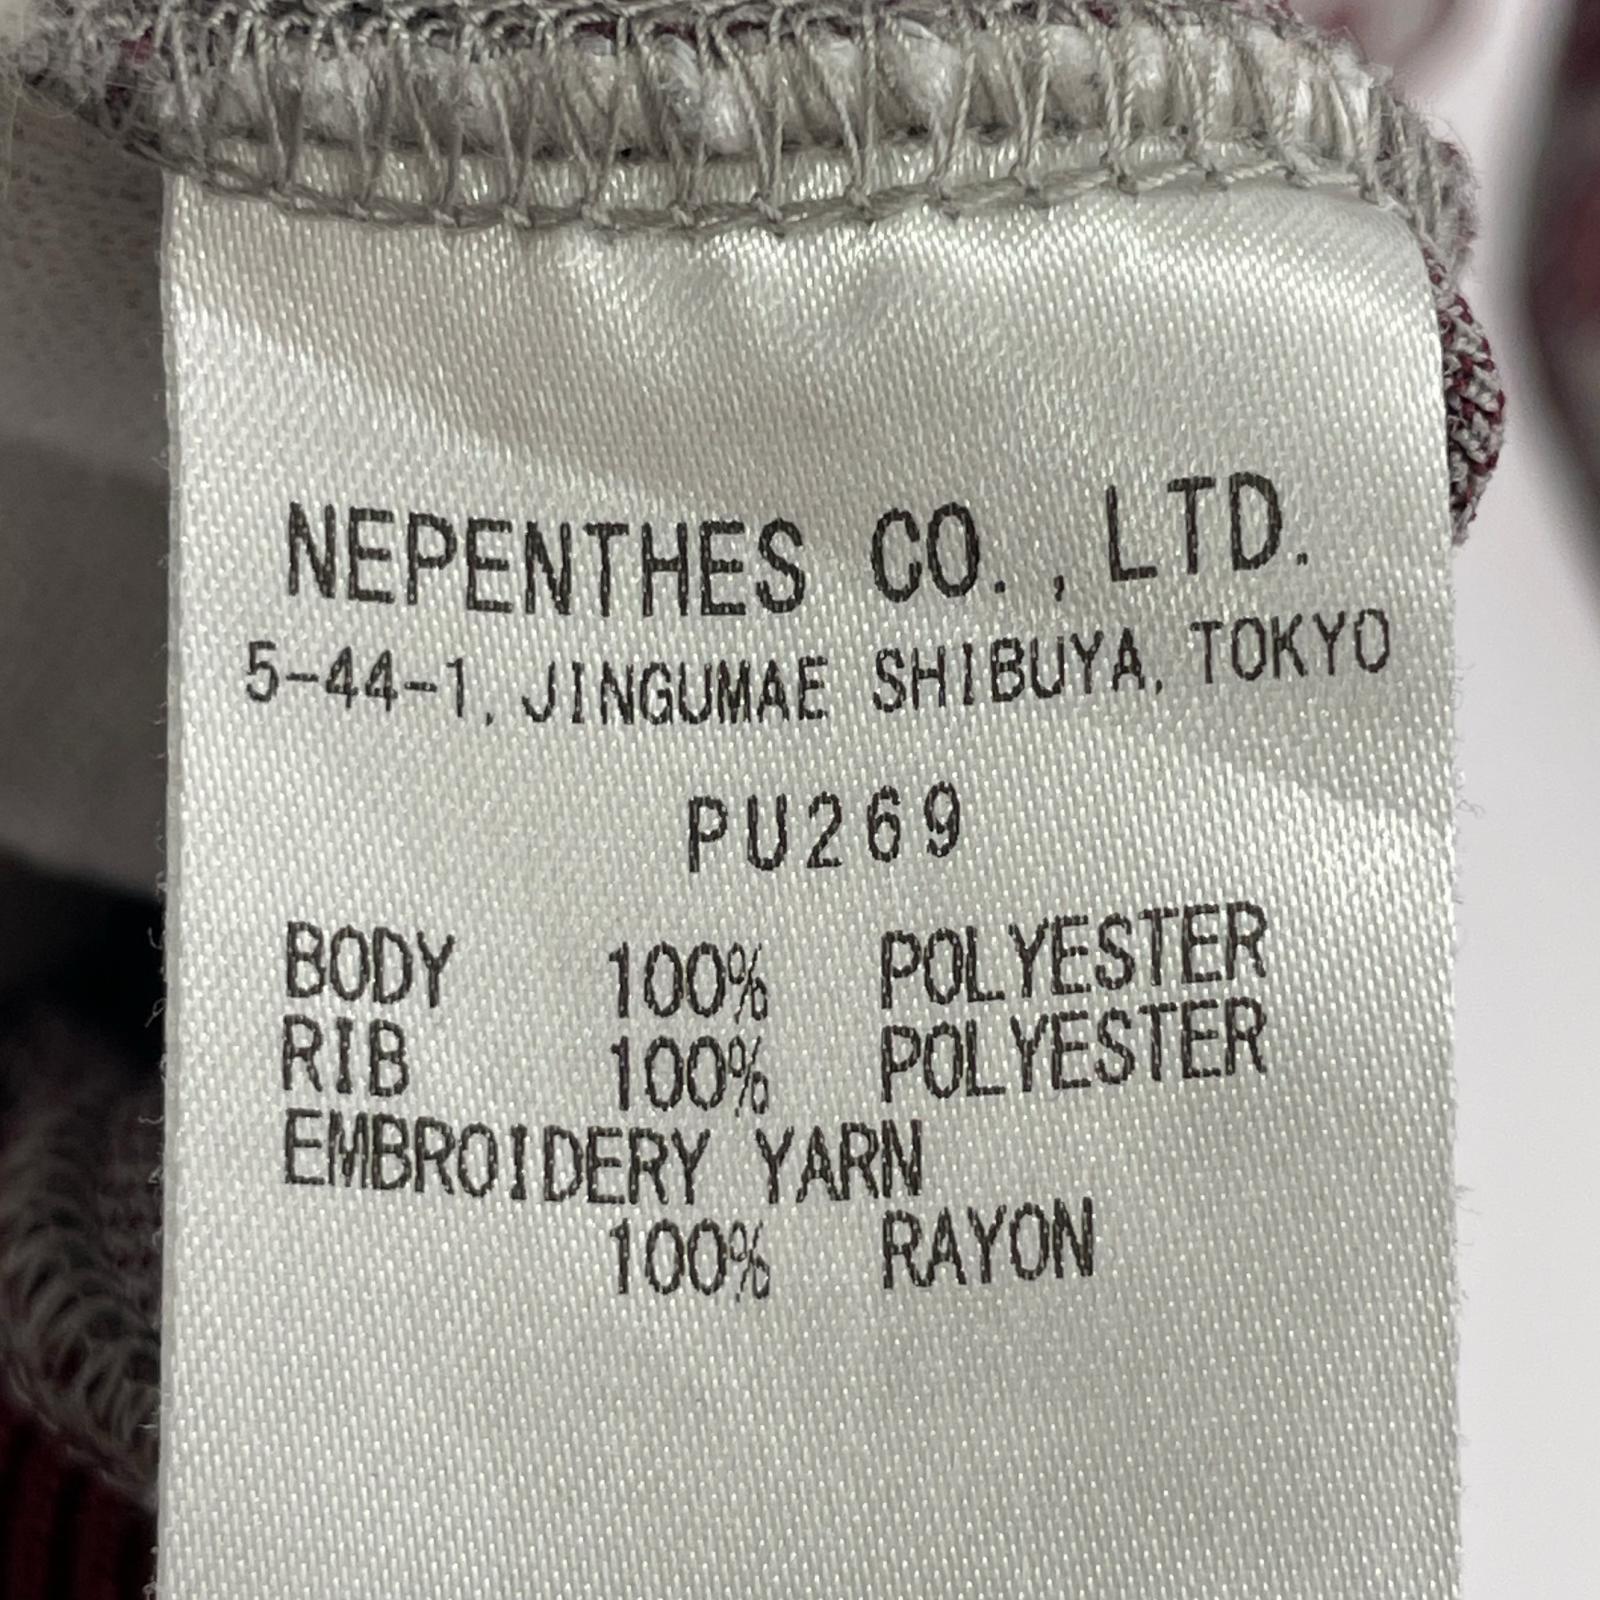 NEPENTHES CO., LTD.
5-44-1, JINGUMAE SHIBUYA, TOKYO
PU269
BODY 100% POLYESTER
RIB 100% POLYESTER
EMBROIDERY YARN
100% RAYON